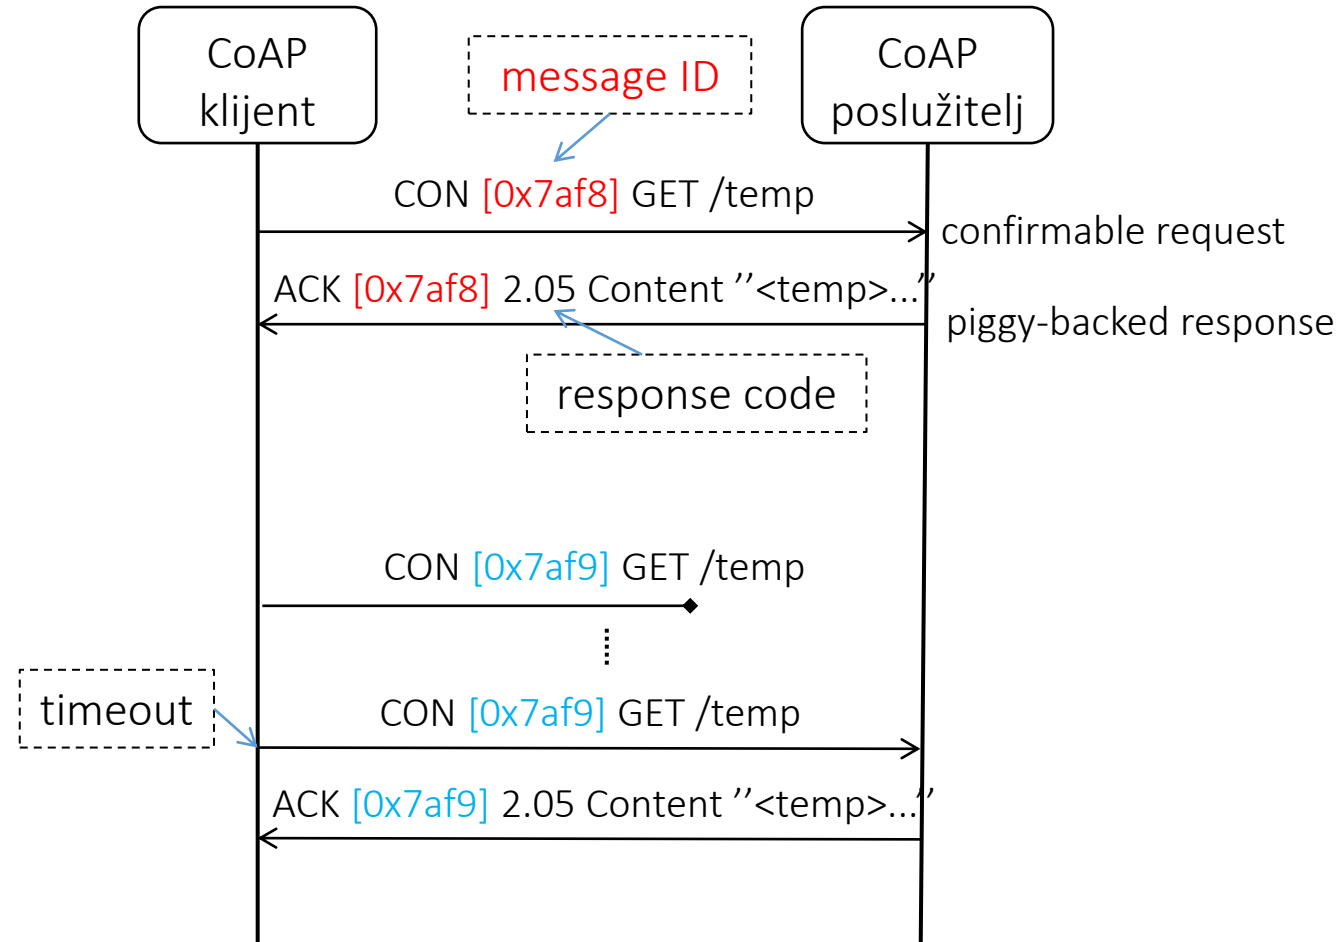 CoAP
klijent
message ID
CoAP
poslužitelj
CON [0x7af8] GET /temp
confirmable request
ACK [0x7af8] 2.05 Content ’’<temp>...’’
piggy-backed response
response code
CON [0x7af9] GET /temp
timeout
CON [0x7af9] GET /temp
ACK [0x7af9] 2.05 Content ’’<temp>...’’